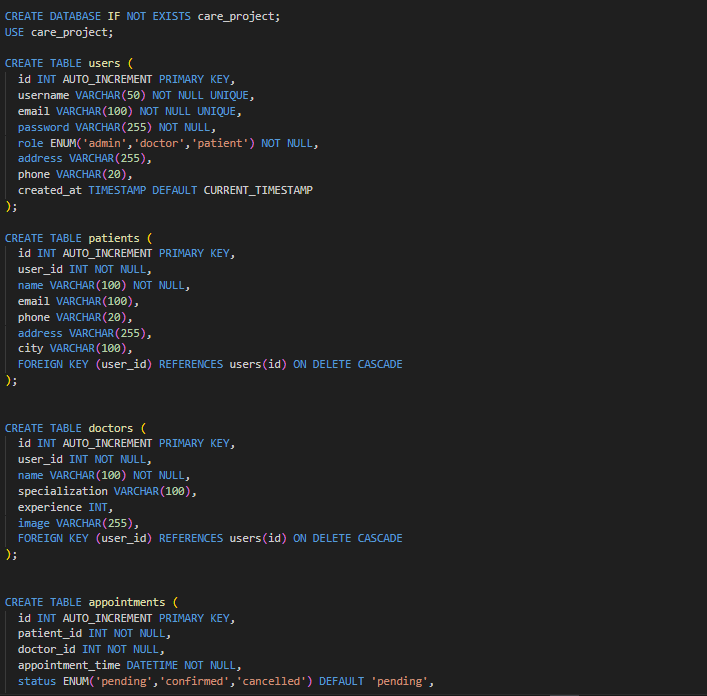 CREATE DATABASE IF NOT EXISTS care_project;
USE care_project;
CREATE TABLE users (
id INT AUTO_INCREMENT PRIMARY KEY,
username VARCHAR(50) NOT NULL UNIQUE,
email VARCHAR(100) NOT NULL UNIQUE,
password VARCHAR(255) NOT NULL,
role ENUM('admin','doctor','patient') NOT NULL,
address VARCHAR(255),
phone VARCHAR(20),
created_at TIMESTAMP DEFAULT CURRENT_TIMESTAMP
);
CREATE TABLE patients (
id INT AUTO_INCREMENT PRIMARY KEY,
user_id INT NOT NULL,
name VARCHAR(100) NOT NULL,
email VARCHAR(100),
phone VARCHAR(20),
address VARCHAR(255),
city VARCHAR(100),
FOREIGN KEY (user_id) REFERENCES users(id) ON DELETE CASCADE
);
CREATE TABLE doctors (
id INT AUTO_INCREMENT PRIMARY KEY,
user_id INT NOT NULL,
name VARCHAR(100) NOT NULL,
specialization VARCHAR(100),
experience INT,
image VARCHAR(255),
FOREIGN KEY (user_id) REFERENCES users(id) ON DELETE CASCADE
);
CREATE TABLE appointments (
id INT AUTO_INCREMENT PRIMARY KEY,
patient_id INT NOT NULL,
doctor_id INT NOT NULL,
appointment_time DATETIME NOT NULL,
status ENUM('pending','confirmed','cancelled') DEFAULT 'pending',